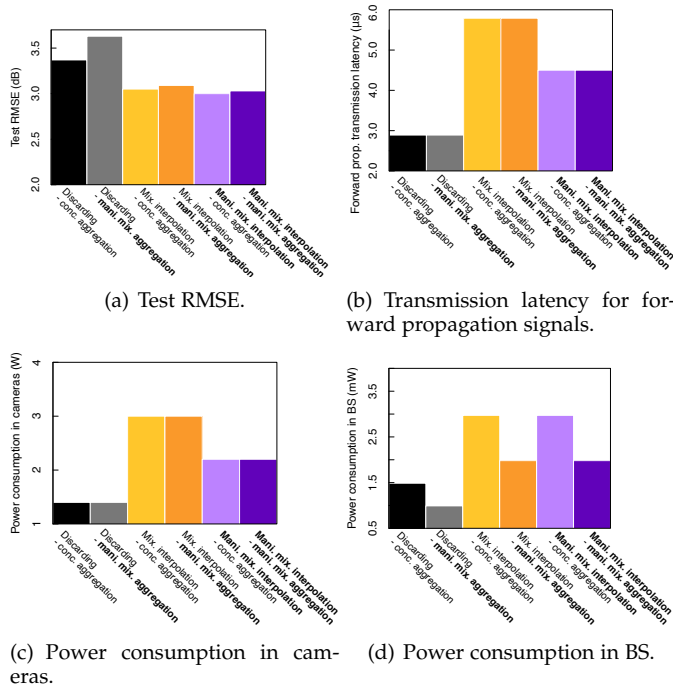 Test RMSE (dB)
2.0
2.5
3.0
3.5
Discarding
- conc. aggregation
Discarding
- mani. mix. aggregation
Mix. interpolation
- conc. aggregation
Mix. interpolation
- mani. mix. aggregation
Mani. mix. interpolation
- conc. aggregation
Mani. mix. interpolation
- mani. mix. aggregation
(a) Test RMSE.
Forward prop. transmission latency (μs)
2.0
3.0
4.0
5.0
6.0
Discarding
- conc. aggregation
Discarding
- mani. mix. aggregation
Mix. interpolation
- conc. aggregation
Mix. interpolation
- mani. mix. aggregation
Mani. mix. interpolation
- conc. aggregation
Mani. mix. interpolation
- mani. mix. aggregation
(b) Transmission latency for for-
ward propagation signals.
Power consumption in cameras (W)
1
2
3
4
Discarding
- conc. aggregation
Discarding
- mani. mix. aggregation
Mix. interpolation
- conc. aggregation
Mix. interpolation
- mani. mix. aggregation
Mani. mix. interpolation
- conc. aggregation
Mani. mix. interpolation
- mani. mix. aggregation
(c) Power consumption in cam-
eras.
Power consumption in BS (mW)
0.5
1.5
2.5
3.5
Discarding
- conc. aggregation
Discarding
- mani. mix. aggregation
Mix. interpolation
- conc. aggregation
Mix. interpolation
- mani. mix. aggregation
Mani. mix. interpolation
- conc. aggregation
Mani. mix. interpolation
- mani. mix. aggregation
(d) Power consumption in BS.